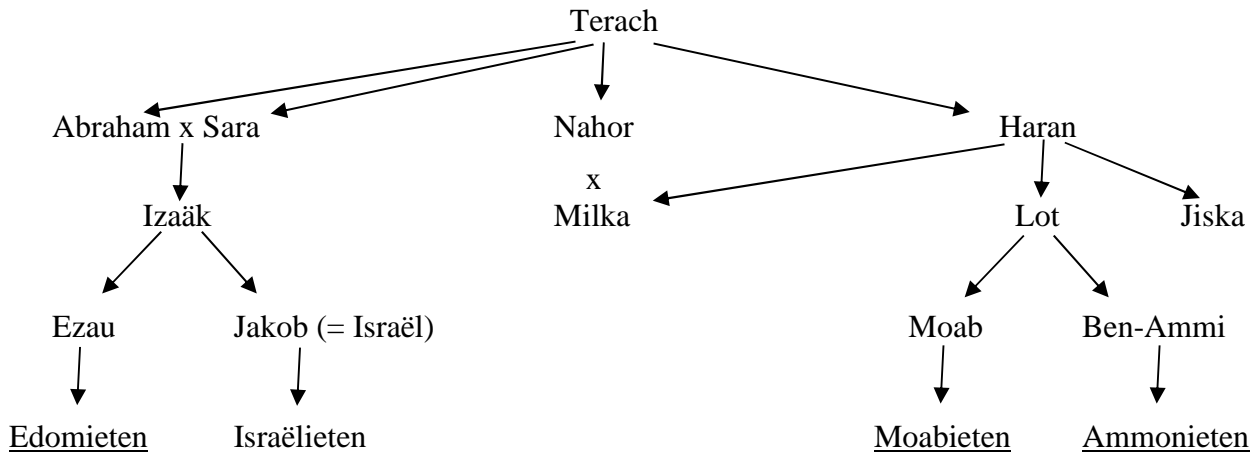 Terach
Abraham x Sara Nahor Haran
x
Izaäk Milka Lot Jiska
Ezau Jakob (= Israël) Moab Ben-Ammi
Edomieten Israëlieten Moabieten Ammonieten